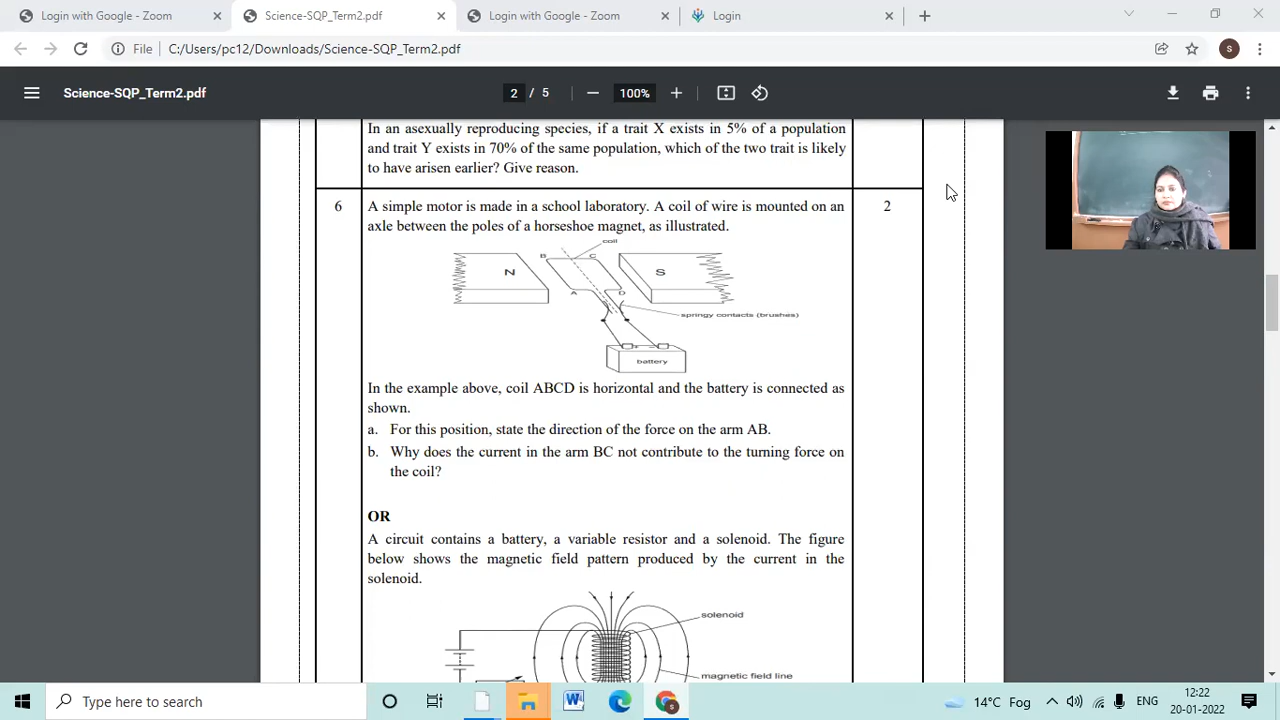 Login with Google - Zoom
Science-SQP_Term2.pdf
Login with Google - Zoom
Login
File
C:/Users/pc12/Downloads/Science-SQP_Term2.pdf
S
Science-SQP_Term2.pdf
2 / 5
100%
In an asexually reproducing species, if a trait X exists in 5% of a population
and trait Y exists in 70% of the same population, which of the two trait is likely
to have arisen earlier? Give reason.
6
A simple motor is made in a school laboratory. A coil of wire is mounted on an
2
axle between the poles of a horseshoe magnet, as illustrated.
coil
B
C
N
S
A
D
springy contacts (brushes)
+ −
battery
In the example above, coil ABCD is horizontal and the battery is connected as
shown.
a. For this position, state the direction of the force on the arm AB.
b. Why does the current in the arm BC not contribute to the turning force on
the coil?
OR
A circuit contains a battery, a variable resistor and a solenoid. The figure
below shows the magnetic field pattern produced by the current in the
solenoid.
solenoid
magnetic field line
Type here to search
14°C Fog
ENG
12:22
20-01-2022